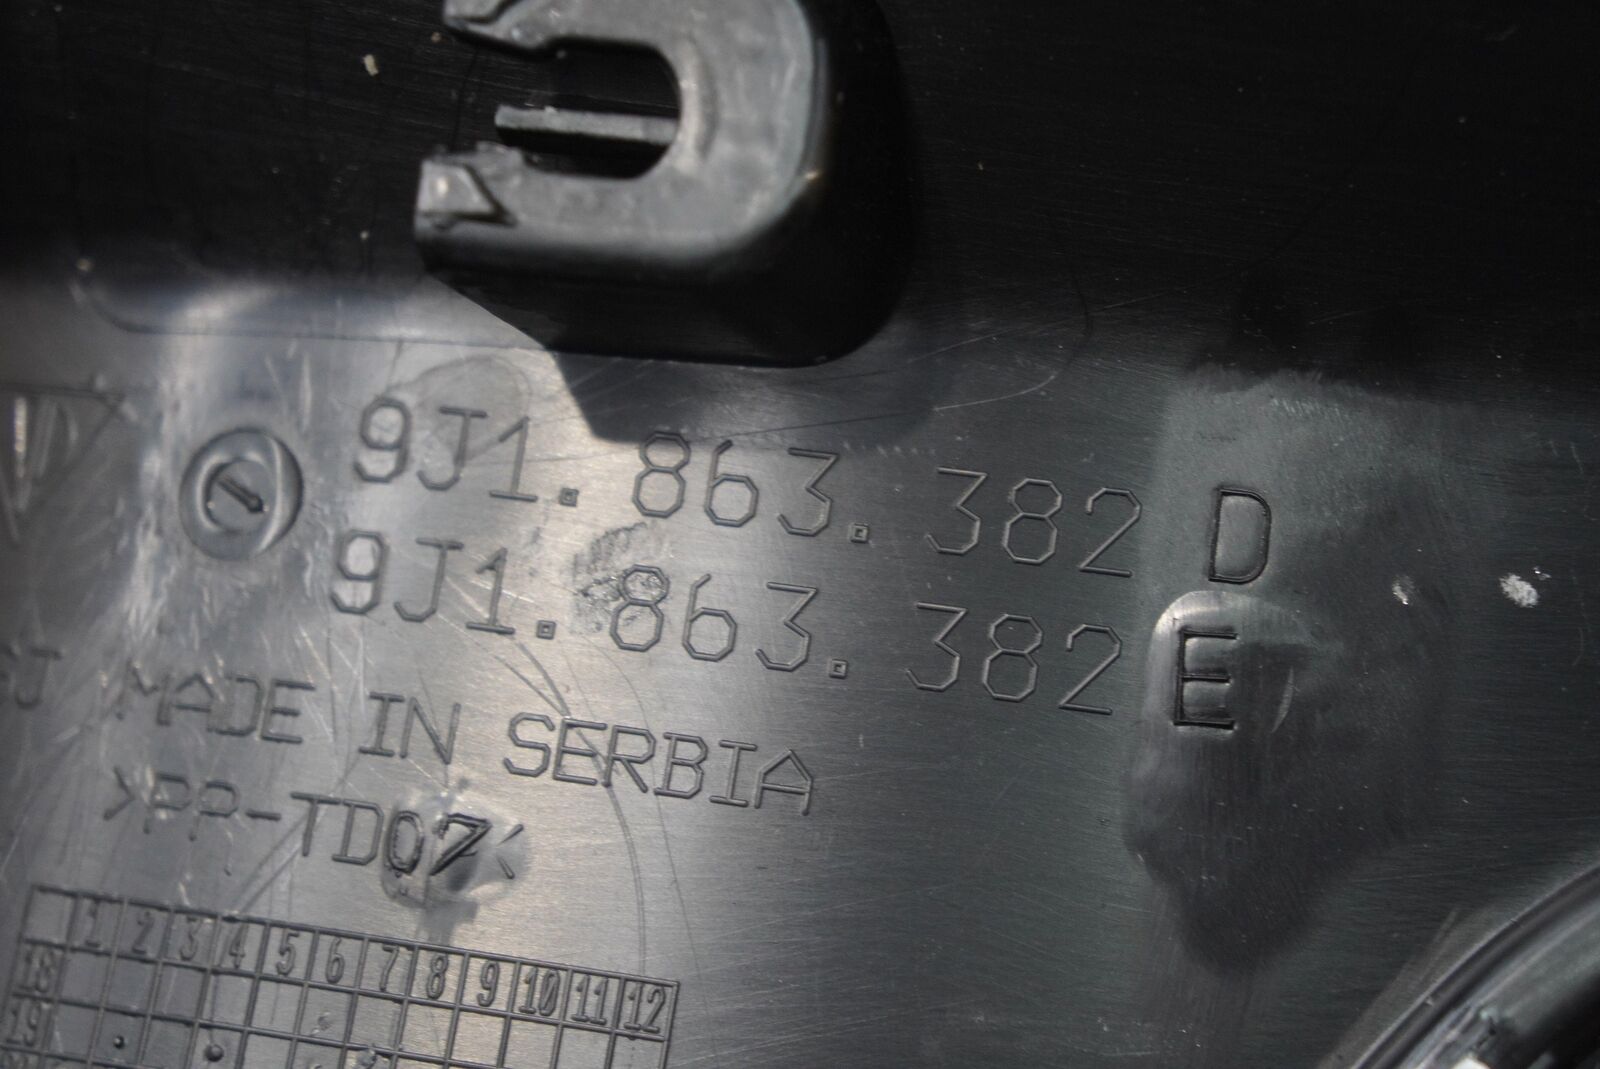 9J1.863.382 D
9J1.863.382 E
MADE IN SERBIA
>PP-TD07<
1 2 3 4 5 6 7 8 9 10 11 12
18
19